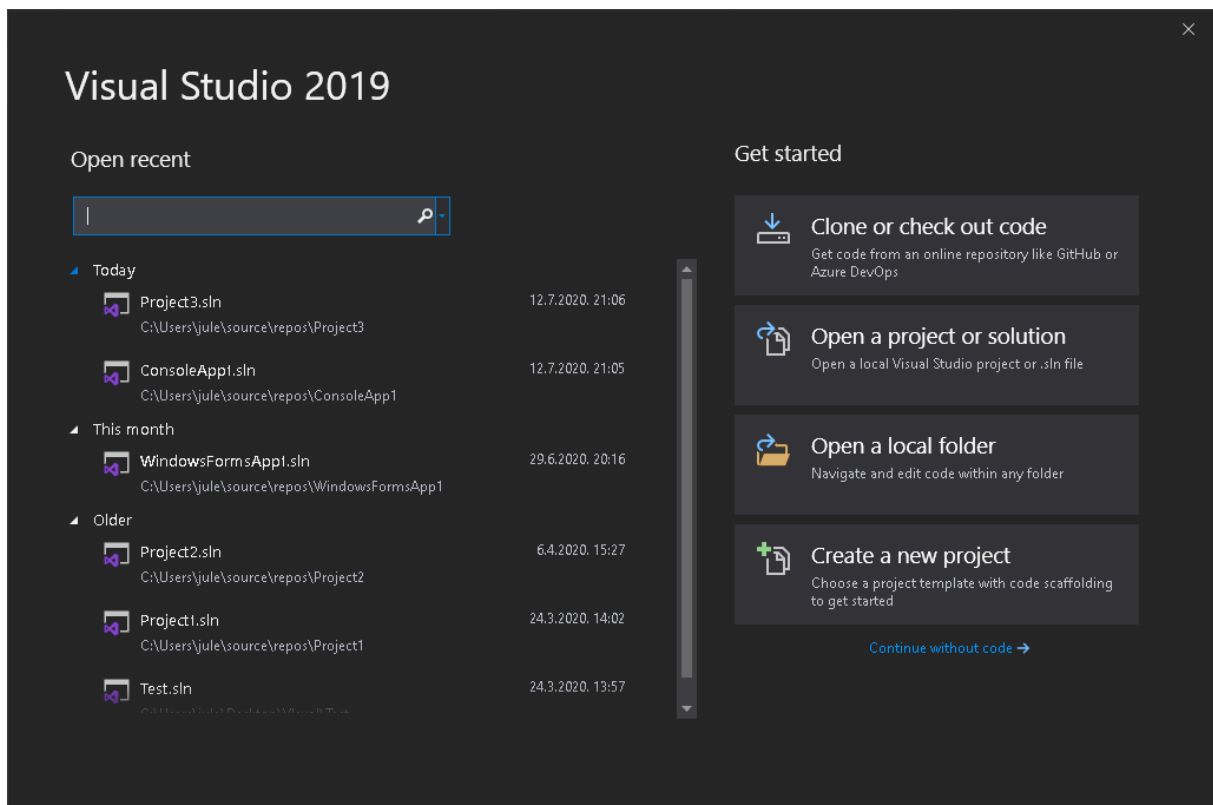 Visual Studio 2019
Open recent
Today
Project3.sln 12.7.2020. 21:06
C:\Users\jule\source\repos\Project3
ConsoleApp1.sln 12.7.2020. 21:05
C:\Users\jule\source\repos\ConsoleApp1
This month
WindowsFormsApp1.sln 29.6.2020. 20:16
C:\Users\jule\source\repos\WindowsFormsApp1
Older
Project2.sln 6.4.2020. 15:27
C:\Users\jule\source\repos\Project2
Project1.sln 24.3.2020. 14:02
C:\Users\jule\source\repos\Project1
Test.sln 24.3.2020. 13:57
Get started
Clone or check out code
Get code from an online repository like GitHub or
Azure DevOps
Open a project or solution
Open a local Visual Studio project or .sln file
Open a local folder
Navigate and edit code within any folder
Create a new project
Choose a project template with code scaffolding
to get started
Continue without code →